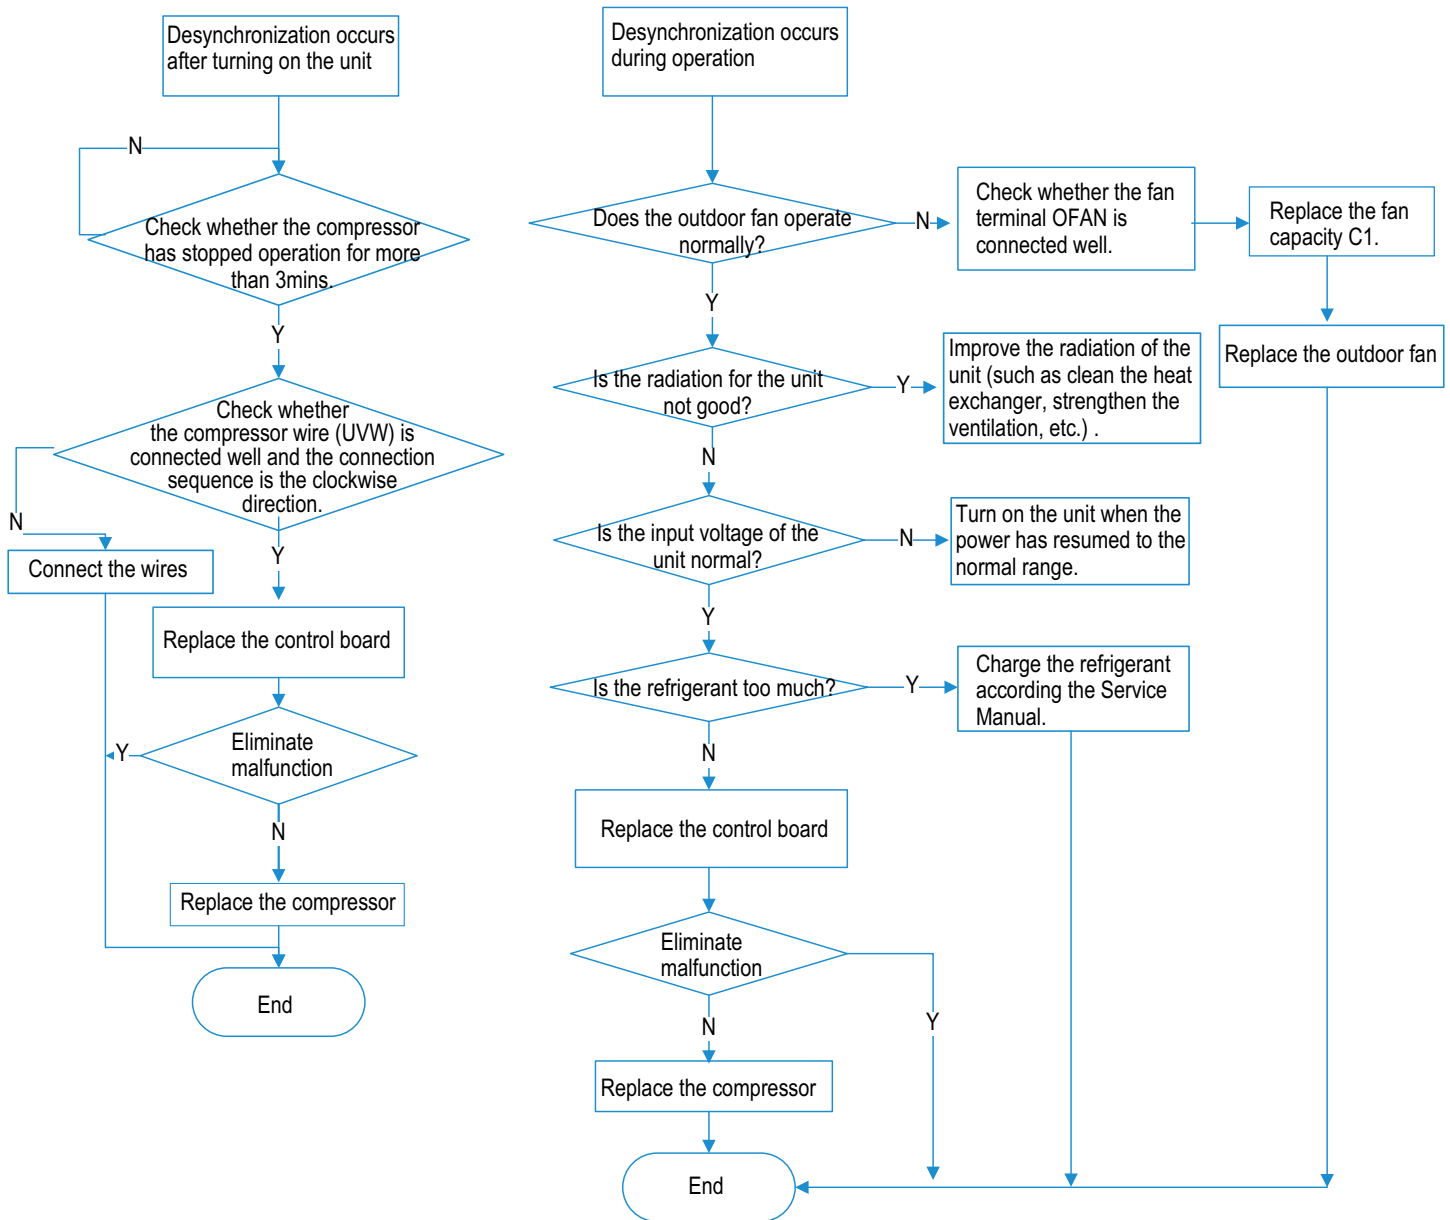 Desynchronization occurs
after turning on the unit
N
Check whether the compressor
has stopped operation for more
than 3mins.
Y
Check whether
the compressor wire (UVW) is
connected well and the connection
sequence is the clockwise
direction.
N
Y
Connect the wires
Replace the control board
Eliminate
malfunction
Y
N
Replace the compressor
End
Desynchronization occurs
during operation
Does the outdoor fan operate
normally?
N
Check whether the fan
terminal OFAN is
connected well.
Replace the fan
capacity C1.
Replace the outdoor fan
Y
Is the radiation for the unit
not good?
Y
Improve the radiation of the
unit (such as clean the heat
exchanger, strengthen the
ventilation, etc.) .
N
Is the input voltage of the
unit normal?
N
Turn on the unit when the
power has resumed to the
normal range.
Y
Is the refrigerant too much?
Y
Charge the refrigerant
according the Service
Manual.
N
Replace the control board
Eliminate
malfunction
N
Y
Replace the compressor
End